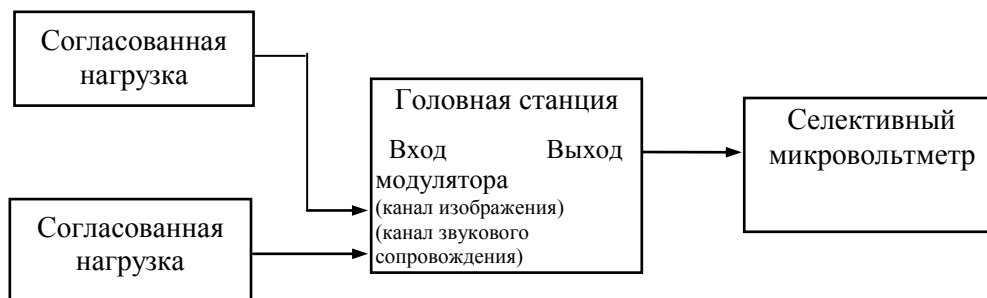 Согласованная
нагрузка
Согласованная
нагрузка
Головная станция
Вход Выход
модулятора
(канал изображения)
(канал звукового
сопровождения)
Селективный
микровольтметр